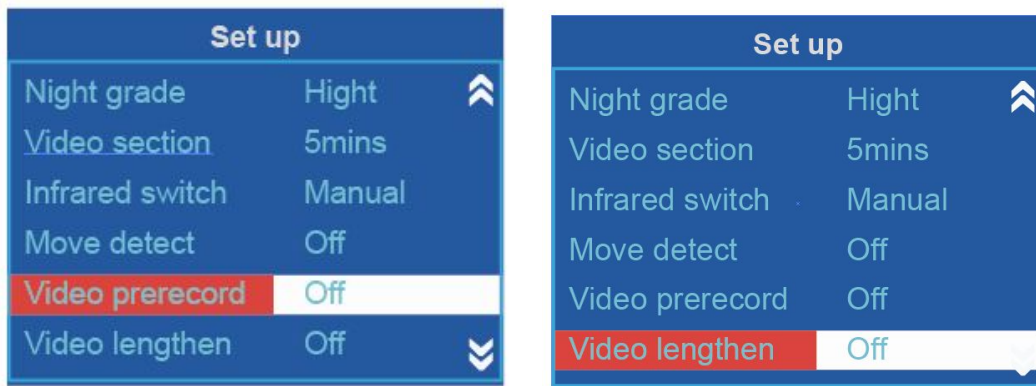 Set up
Night grade Hight
Video section 5mins
Infrared switch Manual
Move detect Off
Video prerecord Off
Video lengthen Off
Set up
Night grade Hight
Video section 5mins
Infrared switch Manual
Move detect Off
Video prerecord Off
Video lengthen Off